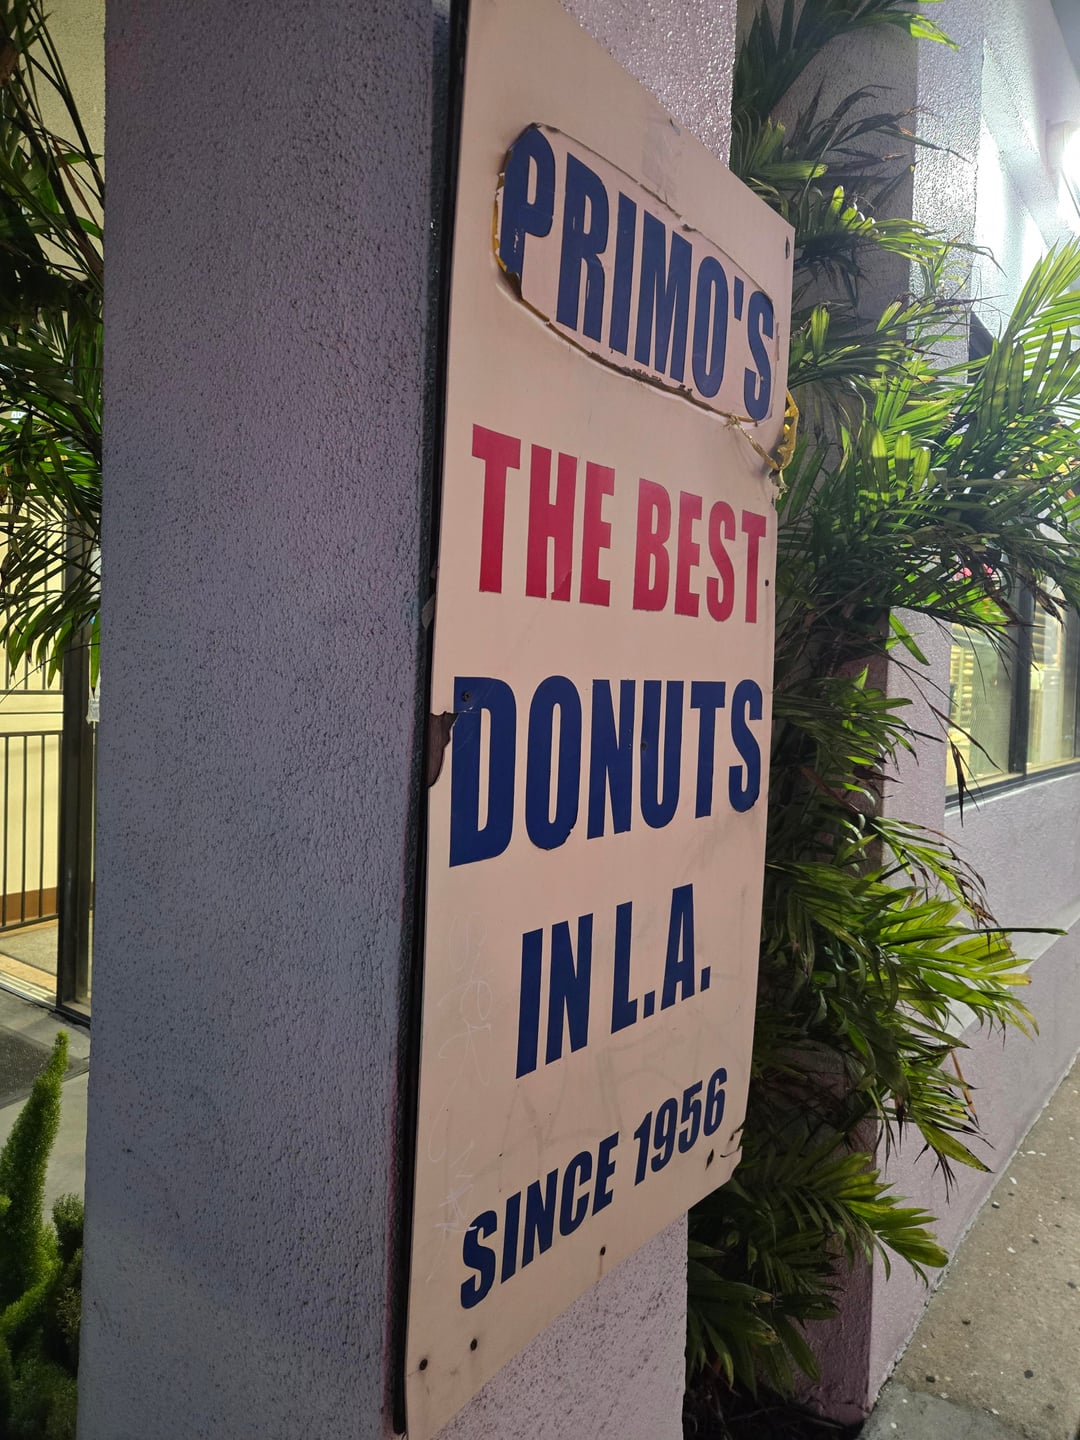 PRIMO'S
THE BEST
DONUTS
IN L.A.
SINCE 1956